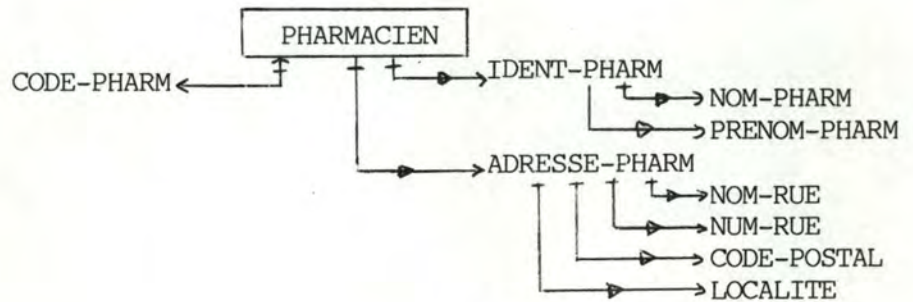 PHARMACIEN
CODE-PHARM
IDENT-PHARM
NOM-PHARM
PRENOM-PHARM
ADRESSE-PHARM
NOM-RUE
NUM-RUE
CODE-POSTAL
LOCALITE